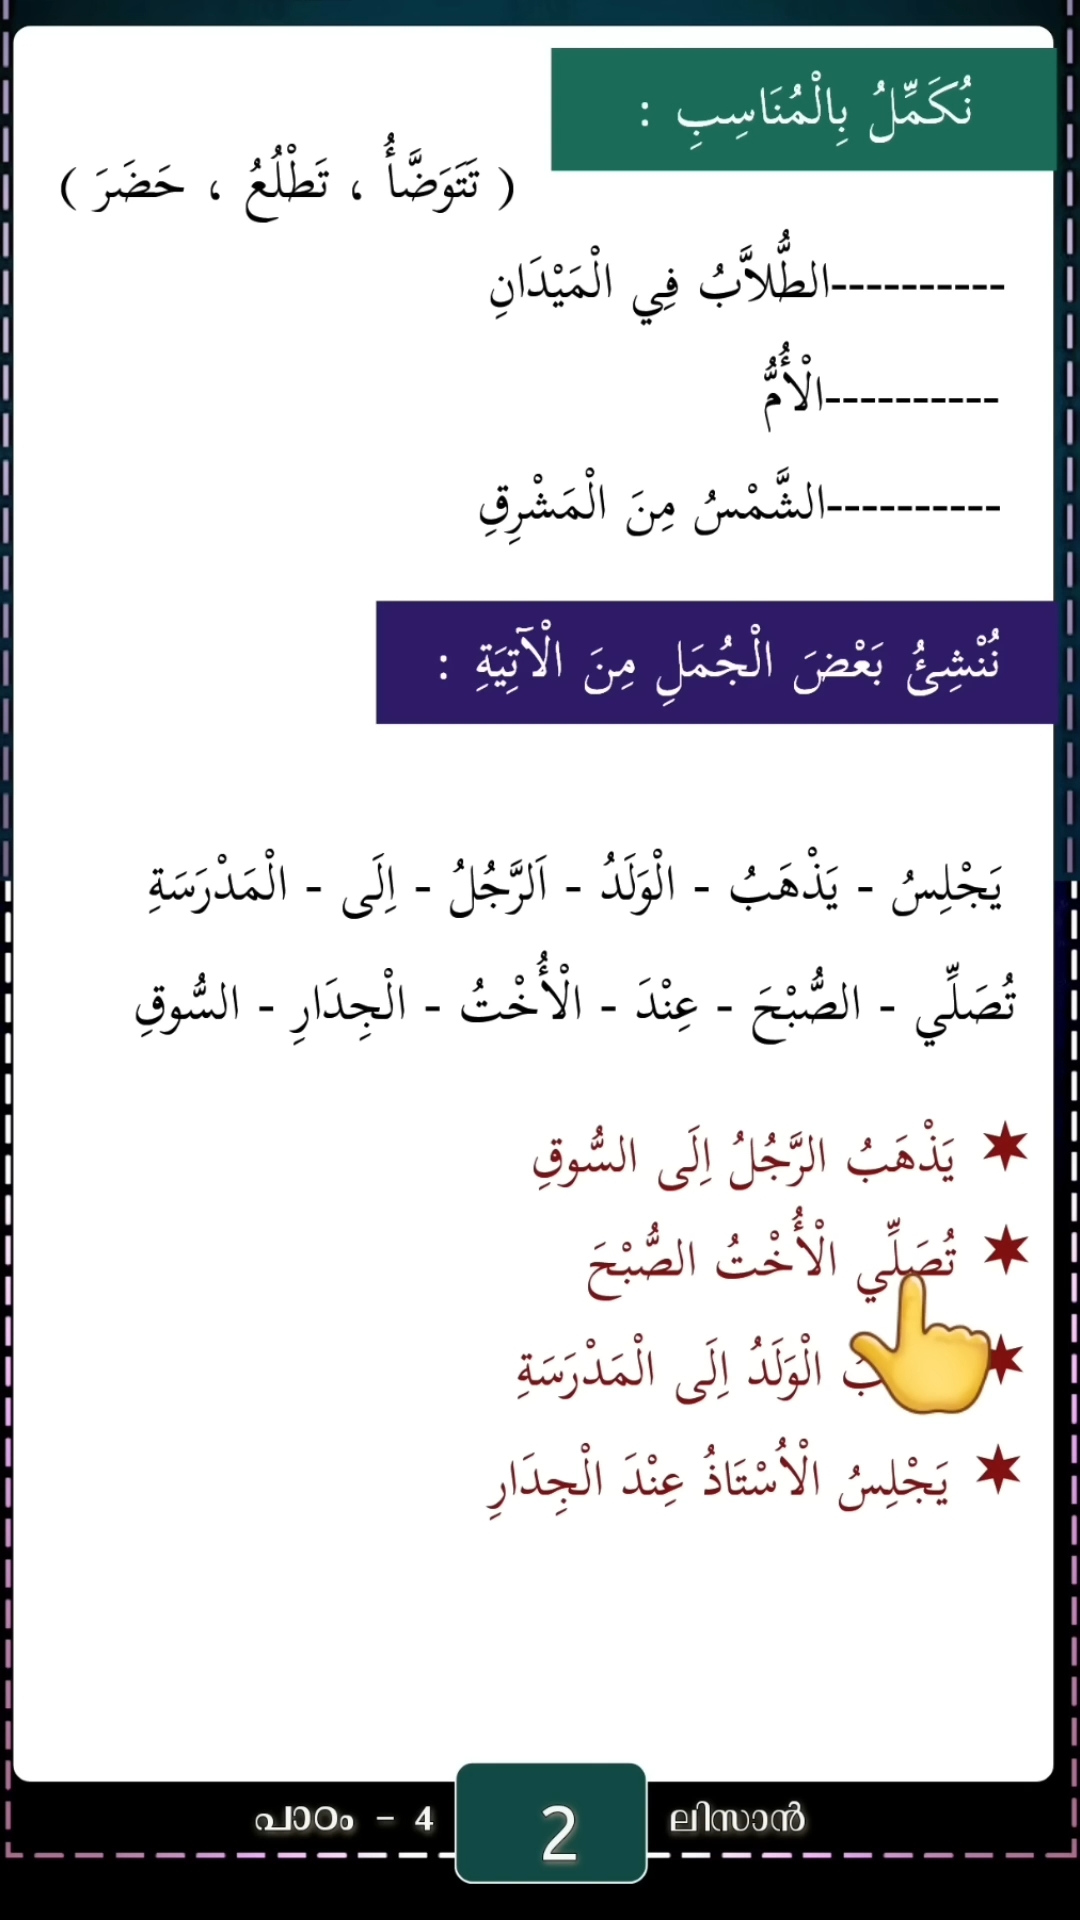 نُكَمِّلُ بِالْمُنَاسِبِ :
( تَتَوَضَّأُ ، تَطْلُعُ ، حَضَرَ )
----------الطُّلاَّبُ فِي الْمَيْدَانِ
----------الْأُمُّ
----------الشَّمْسُ مِنَ الْمَشْرِقِ
نُنْشِئُ بَعْضَ الْجُمَلِ مِنَ الْآتِيَةِ :
يَجْلِسُ - يَذْهَبُ - الْوَلَدُ - اَلرَّجُلُ - اِلَى - الْمَدْرَسَةِ
تُصَلِّي - الصُّبْحَ - عِنْدَ - الْأُخْتُ - الْجِدَارِ - السُّوقِ
يَذْهَبُ الرَّجُلُ اِلَى السُّوقِ
تُصَلِّي الْأُخْتُ الصُّبْحَ
الْوَلَدُ اِلَى الْمَدْرَسَةِ
يَجْلِسُ الْاُسْتَاذُ عِنْدَ الْجِدَارِ
പാഠം - 4
2
ലിസാൻ